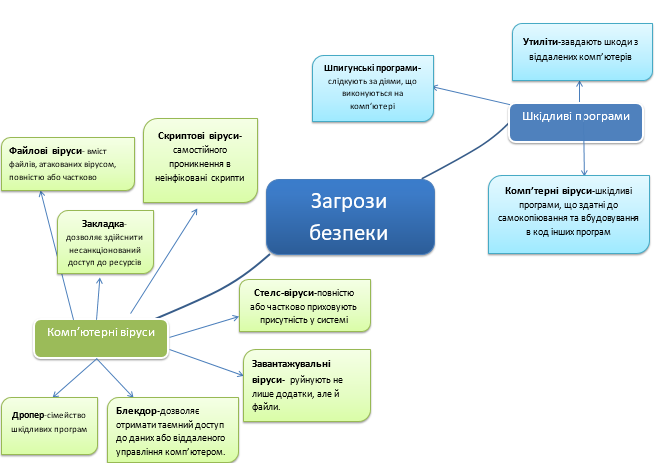 Утиліти-завдають шкоди з
віддалених комп’ютерів
Шпигунські програми-
слідкують за діями, що
виконуються на
комп’ютері
Шкідливі програми
Комп’терні віруси-шкідливі
програми, що здатні до
самокопіювання та вбудовування
в код інших програм
Загрози
безпеки
Скриптові віруси-
самостійного
проникнення в
неінфіковані скрипти
Файлові віруси- вміст
файлів, атакованих вірусом,
повністю або частково
Закладка-
дозволяє здійснити
несанкціонований
доступ до ресурсів
Комп’ютерні віруси
Стелс-віруси-повністю
або частково приховують
присутність у системі
Завантажувальні
віруси- руйнують не
лише додатки, але й
файли.
Дропер-сімейство
шкідливих програм
Блекдор-дозволяє
отримати таємний доступ
до даних або віддаленого
управління комп’ютером.